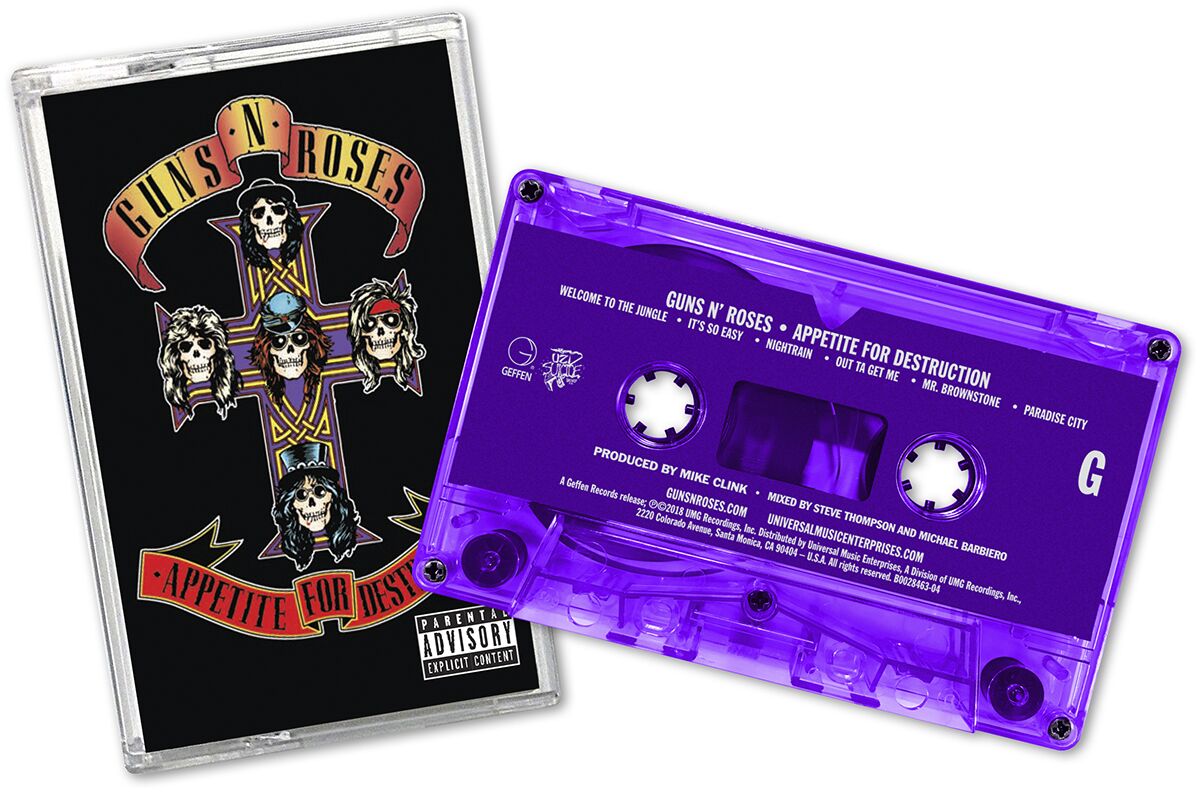 GUNS N ROSES
APPETITE FOR DEST
PARENTAL
ADVISORY
EXPLICIT CONTENT
GUNS N' ROSES • APPETITE FOR DESTRUCTION
WELCOME TO THE JUNGLE • IT'S SO EASY • NIGHTRAIN • OUT TA GET ME • MR. BROWNSTONE • PARADISE CITY
G
GEFFEN
UZI
SUICIDE
G
PRODUCED BY MIKE CLINK • MIXED BY STEVE THOMPSON AND MICHAEL BARBIERO
GUNSNROSES.COM UNIVERSALMUSICENTERPRISES.COM
A Geffen Records release; ℗©2018 UMG Recordings, Inc. Distributed by Universal Music Enterprises, A Division of UMG Recordings, Inc.,
2220 Colorado Avenue, Santa Monica, CA 90404 – U.S.A. All rights reserved. B0028463-04